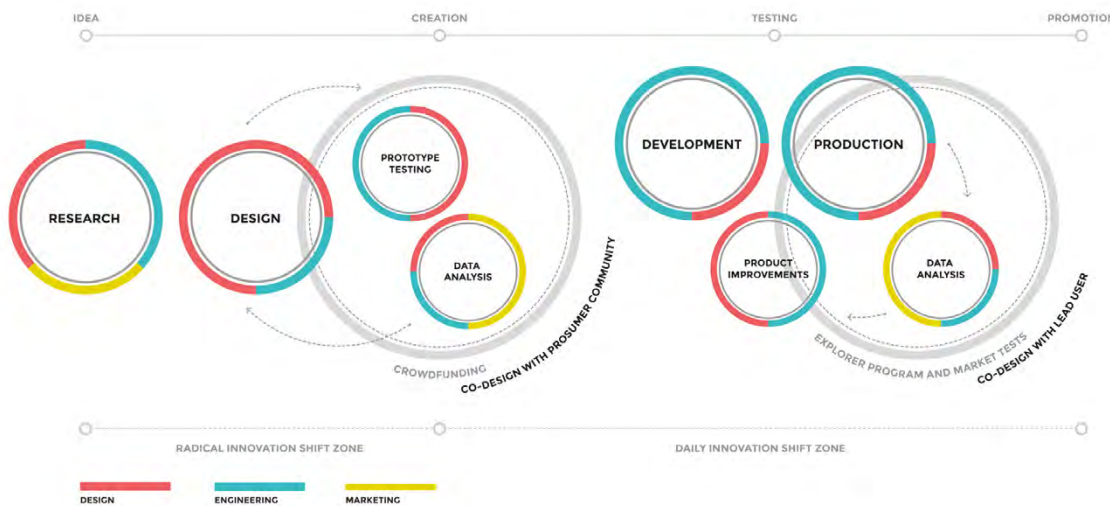 IDEA
CREATION
TESTING
PROMOTION
RESEARCH
DESIGN
PROTOTYPE
TESTING
DATA
ANALYSIS
CROWDFUNDING
CO-DESIGN WITH PROSUMER COMMUNITY
DEVELOPMENT
PRODUCTION
PRODUCT
IMPROVEMENTS
DATA
ANALYSIS
EXPLORER PROGRAM AND MARKET TESTS
CO-DESIGN WITH LEAD USER
RADICAL INNOVATION SHIFT ZONE
DAILY INNOVATION SHIFT ZONE
DESIGN
ENGINEERING
MARKETING